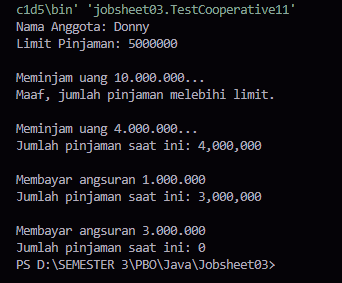 c1d5\bin' 'jobsheet03.TestCooperative11'
Nama Anggota: Donny
Limit Pinjaman: 5000000
Meminjam uang 10.000.000...
Maaf, jumlah pinjaman melebihi limit.
Meminjam uang 4.000.000...
Jumlah pinjaman saat ini: 4,000,000
Membayar angsuran 1.000.000
Jumlah pinjaman saat ini: 3,000,000
Membayar angsuran 3.000.000
Jumlah pinjaman saat ini: 0
PS D:\SEMESTER 3\PBO\Java\Jobsheet03>